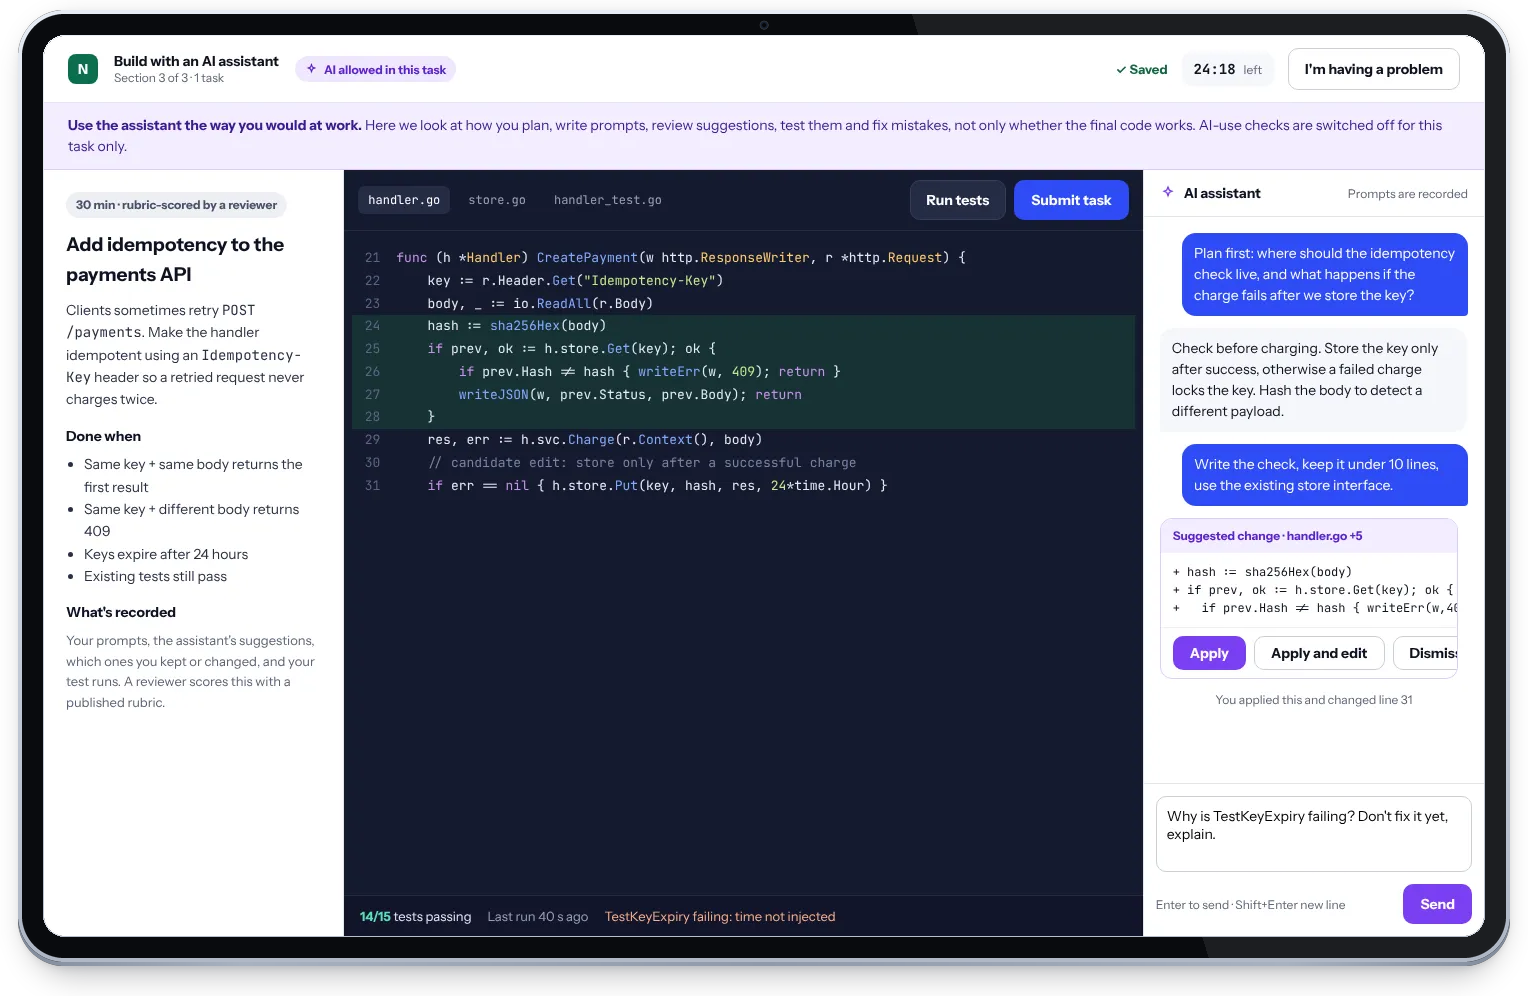 N
Build with an AI assistant
Section 3 of 3 · 1 task
AI allowed in this task
✓ Saved
24:18 left
I'm having a problem
Use the assistant the way you would at work. Here we look at how you plan, write prompts, review suggestions, test them and fix mistakes, not only whether the final code works. AI-use checks are switched off for this
task only.
30 min · rubric-scored by a reviewer
Add idempotency to the
payments API
Clients sometimes retry POST
/payments. Make the handler
idempotent using an Idempotency-
Key header so a retried request never
charges twice.
Done when
• Same key + same body returns the
first result
• Same key + different body returns
409
• Keys expire after 24 hours
• Existing tests still pass
What's recorded
Your prompts, the assistant's suggestions,
which ones you kept or changed, and your
test runs. A reviewer scores this with a
published rubric.
handler.go
store.go
handler_test.go
Run tests
Submit task
21 func (h *Handler) CreatePayment(w http.ResponseWriter, r *http.Request) {
22 key := r.Header.Get("Idempotency-Key")
23 body, _ := io.ReadAll(r.Body)
24 hash := sha256Hex(body)
25 if prev, ok := h.store.Get(key); ok {
26 if prev.Hash != hash { writeErr(w, 409); return }
27 writeJSON(w, prev.Status, prev.Body); return
28 }
29 res, err := h.svc.Charge(r.Context(), body)
30 // candidate edit: store only after a successful charge
31 if err == nil { h.store.Put(key, hash, res, 24*time.Hour) }
14/15 tests passing
Last run 40 s ago
TestKeyExpiry failing: time not injected
AI assistant
Prompts are recorded
Plan first: where should the idempotency
check live, and what happens if the
charge fails after we store the key?
Check before charging. Store the key only
after success, otherwise a failed charge
locks the key. Hash the body to detect a
different payload.
Write the check, keep it under 10 lines,
use the existing store interface.
Suggested change · handler.go +5
+ hash := sha256Hex(body)
+ if prev, ok := h.store.Get(key); ok {
+ if prev.Hash != hash { writeErr(w,40
Apply
Apply and edit
Dismis
You applied this and changed line 31
Why is TestKeyExpiry failing? Don't fix it yet,
explain.
Enter to send · Shift+Enter new line
Send